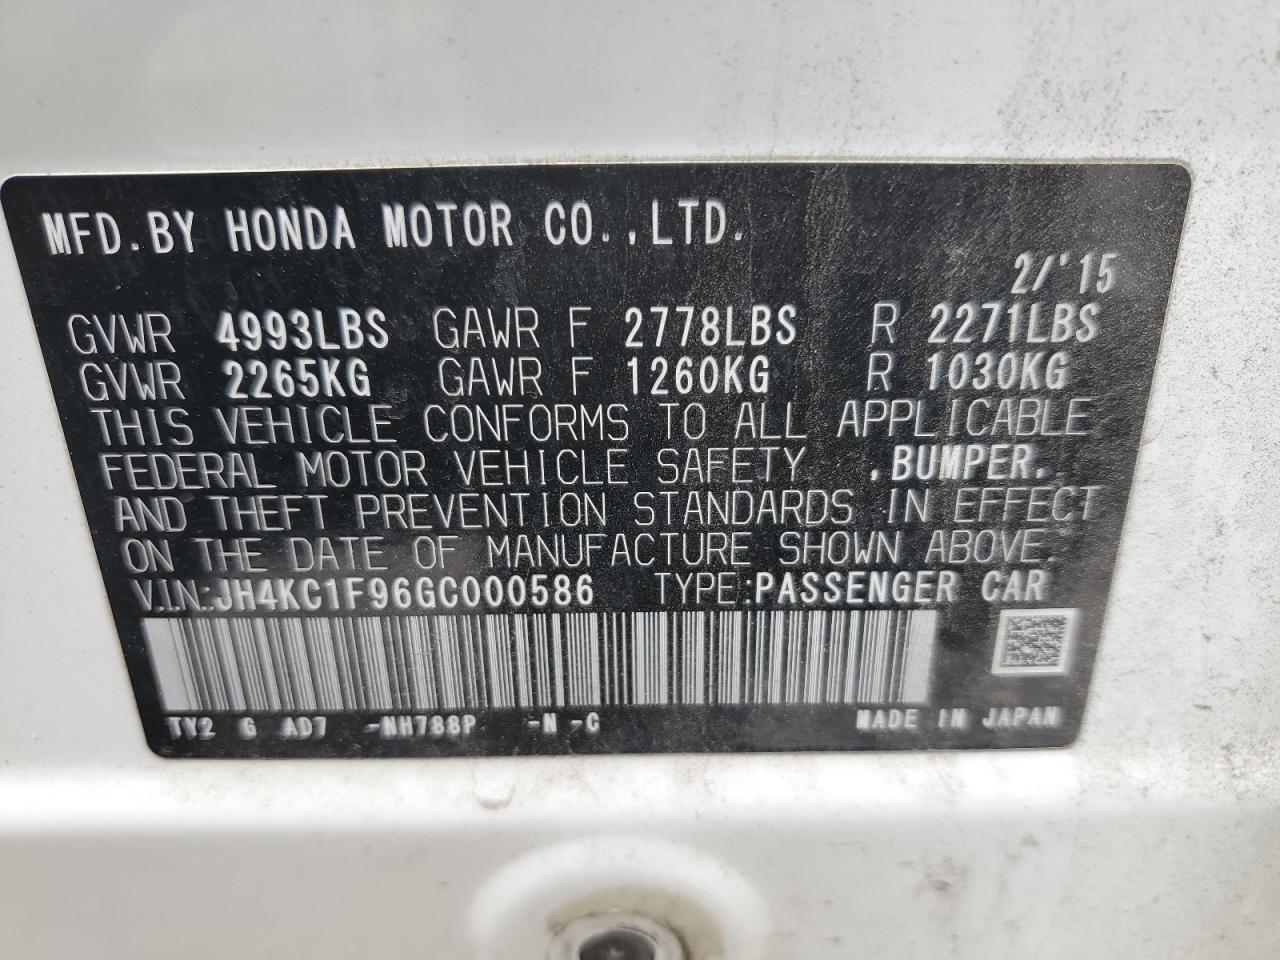 MFD.BY HONDA MOTOR CO.,LTD.
2/'15
GVWR 4993LBS GAWR F 2778LBS R 2271LBS
GVWR 2265KG GAWR F 1260KG R 1030KG
THIS VEHICLE CONFORMS TO ALL APPLICABLE
FEDERAL MOTOR VEHICLE SAFETY ,BUMPER,
AND THEFT PREVENTION STANDARDS IN EFFECT
ON THE DATE OF MANUFACTURE SHOWN ABOVE.
V.I.N.:JH4KC1F96GC000586 TYPE:PASSENGER CAR
TY2 G AD7 -NH788P -N -C MADE IN JAPAN